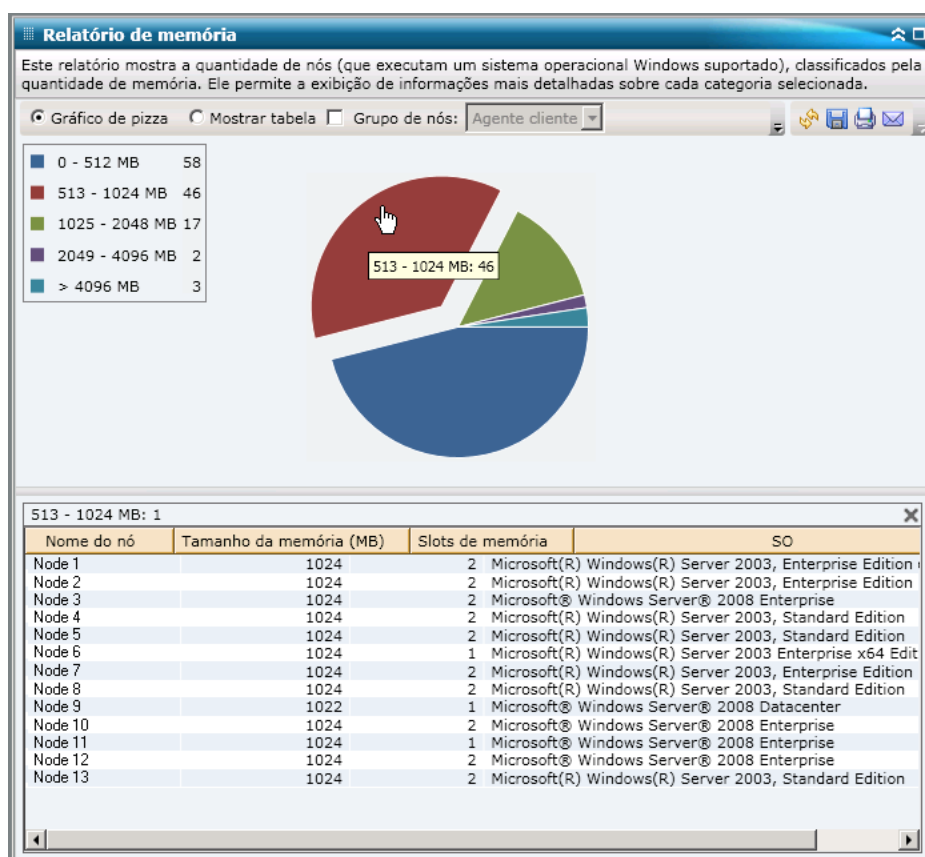 Relatório de memória
Este relatório mostra a quantidade de nós (que executam um sistema operacional Windows suportado), classificados pela
quantidade de memória. Ele permite a exibição de informações mais detalhadas sobre cada categoria selecionada.
Gráfico de pizza Mostrar tabela Grupo de nós: Agente cliente
0 - 512 MB 58
513 - 1024 MB 46
1025 - 2048 MB 17
2049 - 4096 MB 2
> 4096 MB 3
513 - 1024 MB: 46
513 - 1024 MB: 1
Nome do nó Tamanho da memória (MB) Slots de memória SO
Node 1 1024 2 Microsoft(R) Windows(R) Server 2003, Enterprise Edition
Node 2 1024 2 Microsoft(R) Windows(R) Server 2003, Enterprise Edition
Node 3 1024 2 Microsoft® Windows Server® 2008 Enterprise
Node 4 1024 2 Microsoft(R) Windows(R) Server 2003, Standard Edition
Node 5 1024 2 Microsoft(R) Windows(R) Server 2003, Standard Edition
Node 6 1024 1 Microsoft(R) Windows(R) Server 2003 Enterprise x64 Edit
Node 7 1024 2 Microsoft(R) Windows(R) Server 2003, Enterprise Edition
Node 8 1024 2 Microsoft(R) Windows(R) Server 2003, Standard Edition
Node 9 1022 1 Microsoft® Windows Server® 2008 Datacenter
Node 10 1024 2 Microsoft® Windows Server® 2008 Enterprise
Node 11 1024 1 Microsoft® Windows Server® 2008 Enterprise
Node 12 1024 2 Microsoft® Windows Server® 2008 Enterprise
Node 13 1024 2 Microsoft(R) Windows(R) Server 2003, Standard Edition